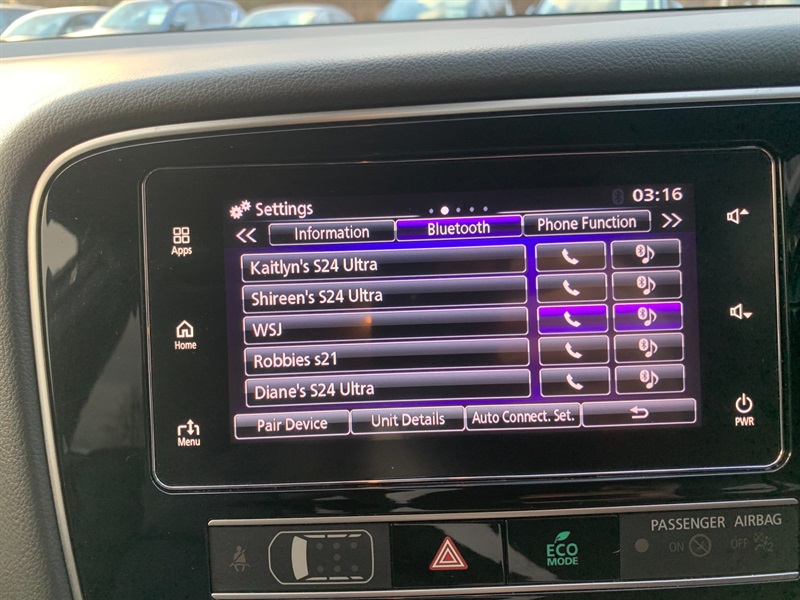 Settings
03:16
Information
Bluetooth
Phone Function
Kaitlyn's S24 Ultra
Shireen's S24 Ultra
WSJ
Robbies s21
Diane's S24 Ultra
Pair Device
Unit Details
Auto Connect. Set.
Apps
Home
Menu
PWR
ECO
MODE
PASSENGER AIRBAG
ON
OFF
2